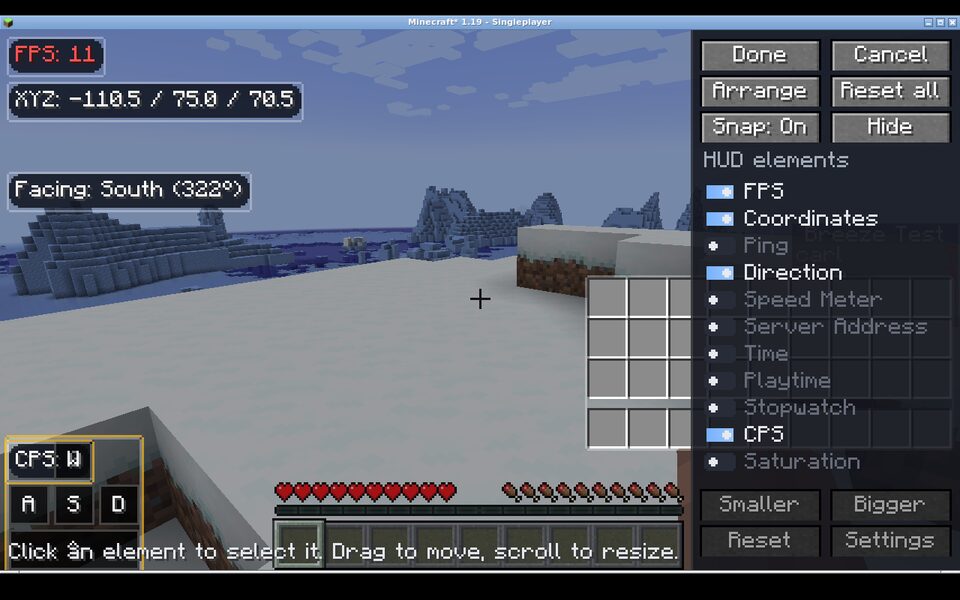 Minecraft* 1.19 - Singleplayer
FPS: 11
XYZ: -110.5 / 75.0 / 70.5
Facing: South (322°)
Done
Cancel
Arrange
Reset all
Snap: On
Hide
HUD elements
FPS
Coordinates
Ping
Direction
Speed Meter
Server Address
Time
Playtime
Stopwatch
CPS
Saturation
Smaller
Bigger
Reset
Settings
CPS W
A S D
Click an element to select it. Drag to move, scroll to resize.